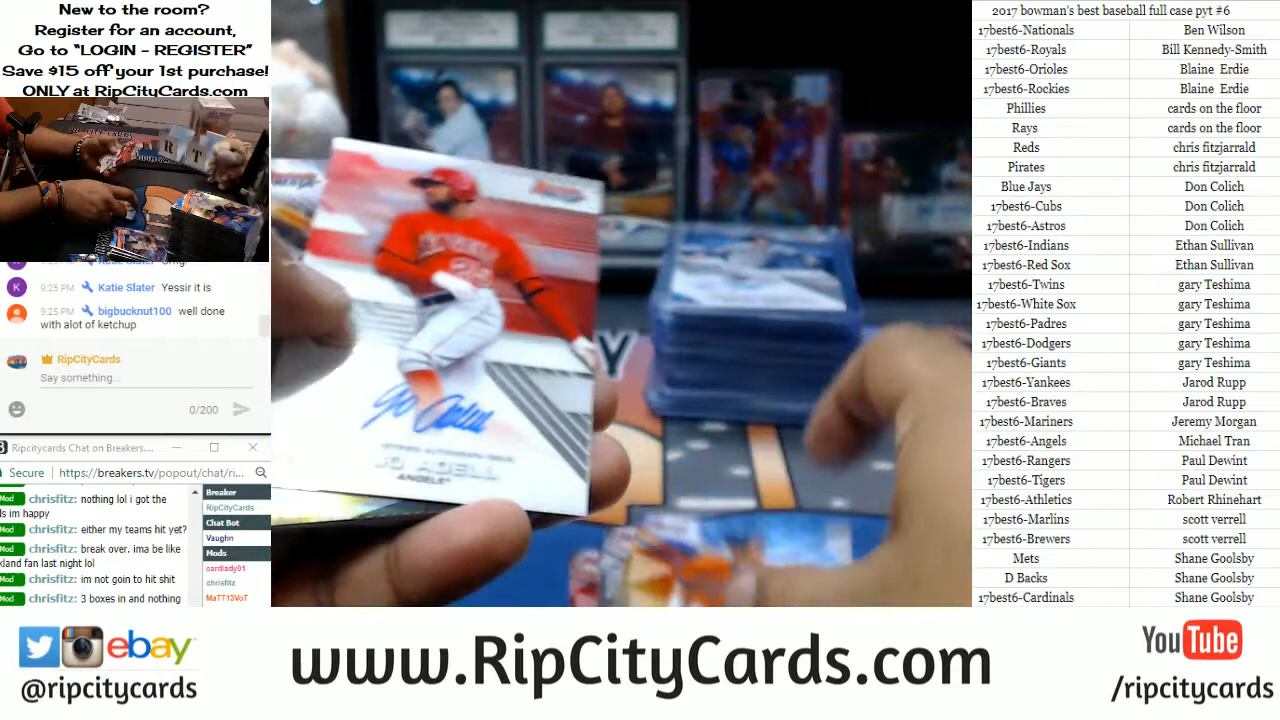 New to the room?
Register for an account,
Go to “LOGIN - REGISTER”
Save $15 off your 1st purchase!
ONLY at RipCityCards.com
9:25 PM Katie Slater Yessir it is
9:25 PM bigbucknut100 well done
with alot of ketchup
RipCityCards
Say something...
0/200
Ripcitycards Chat on Breakers....
Secure https://breakers.tv/popout/chat/ri...
Mod chrisfitz: nothing lol i got the
ls im happy
Mod chrisfitz: either my teams hit yet?
Mod chrisfitz: break over. ima be like
kland fan last night lol
Mod chrisfitz: im not goin to hit shit
Mod chrisfitz: 3 boxes in and nothing
Breaker
RipCityCards
Chat Bot
Vaughn
Mods
cardlady01
chrisfitz
MaTT13VoT
JO ADELL
ANGELS
Y
2017 bowman's best baseball full case pyt #6
17best6-Nationals Ben Wilson
17best6-Royals Bill Kennedy-Smith
17best6-Orioles Blaine Erdie
17best6-Rockies Blaine Erdie
Phillies cards on the floor
Rays cards on the floor
Reds chris fitzjarrald
Pirates chris fitzjarrald
Blue Jays Don Colich
17best6-Cubs Don Colich
17best6-Astros Don Colich
17best6-Indians Ethan Sullivan
17best6-Red Sox Ethan Sullivan
17best6-Twins gary Teshima
17best6-White Sox gary Teshima
17best6-Padres gary Teshima
17best6-Dodgers gary Teshima
17best6-Giants gary Teshima
17best6-Yankees Jarod Rupp
17best6-Braves Jarod Rupp
17best6-Mariners Jeremy Morgan
17best6-Angels Michael Tran
17best6-Rangers Paul Dewint
17best6-Tigers Paul Dewint
17best6-Athletics Robert Rhinehart
17best6-Marlins scott verrell
17best6-Brewers scott verrell
Mets Shane Goolsby
D Backs Shane Goolsby
17best6-Cardinals Shane Goolsby
ebay
@ripcitycards
www.RipCityCards.com
YouTube
/ripcitycards